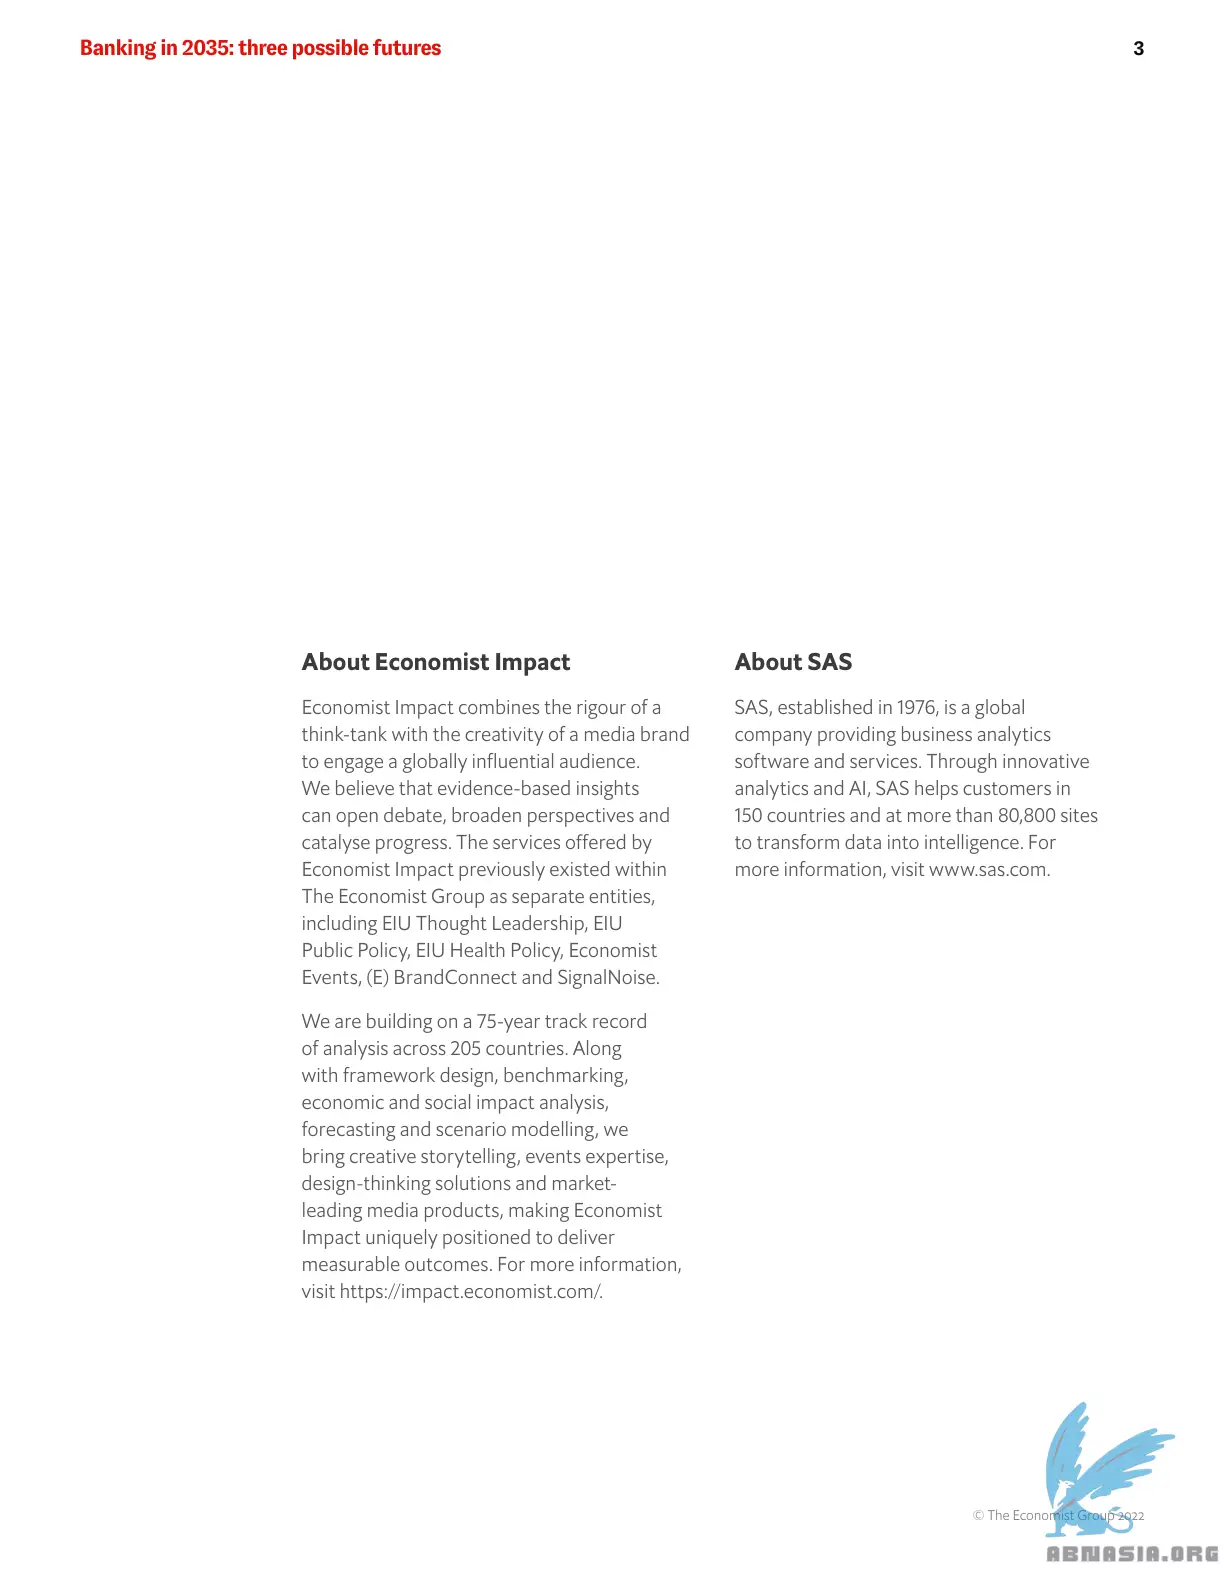 Banking in 2035: three possible futures
3
About Economist Impact
Economist Impact combines the rigour of a
think-tank with the creativity of a media brand
to engage a globally influential audience.
We believe that evidence-based insights
can open debate, broaden perspectives and
catalyse progress. The services offered by
Economist Impact previously existed within
The Economist Group as separate entities,
including EIU Thought Leadership, EIU
Public Policy, EIU Health Policy, Economist
Events, (E) BrandConnect and SignalNoise.
We are building on a 75-year track record
of analysis across 205 countries. Along
with framework design, benchmarking,
economic and social impact analysis,
forecasting and scenario modelling, we
bring creative storytelling, events expertise,
design-thinking solutions and market-
leading media products, making Economist
Impact uniquely positioned to deliver
measurable outcomes. For more information,
visit https://impact.economist.com/.
About SAS
SAS, established in 1976, is a global
company providing business analytics
software and services. Through innovative
analytics and AI, SAS helps customers in
150 countries and at more than 80,800 sites
to transform data into intelligence. For
more information, visit www.sas.com.
© The Economist Group 2022
ABNASIA.ORG